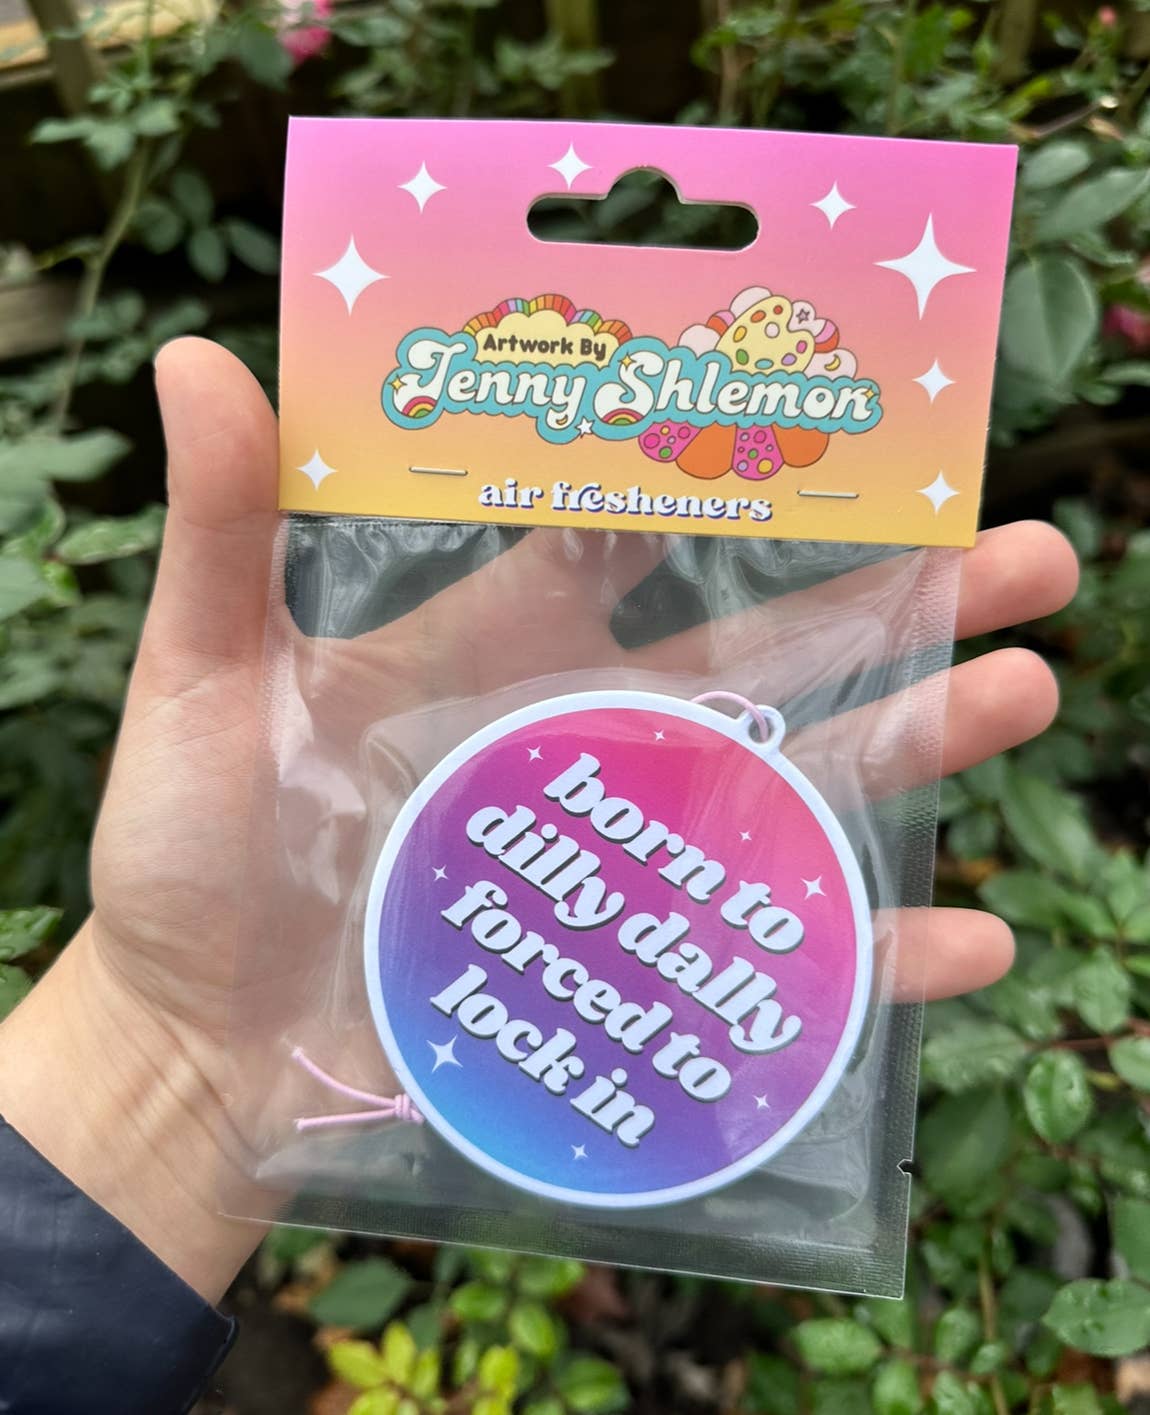 Artwork By
Jenny Shlemon
air fresheners
born to
dilly dally
forced to
lock in